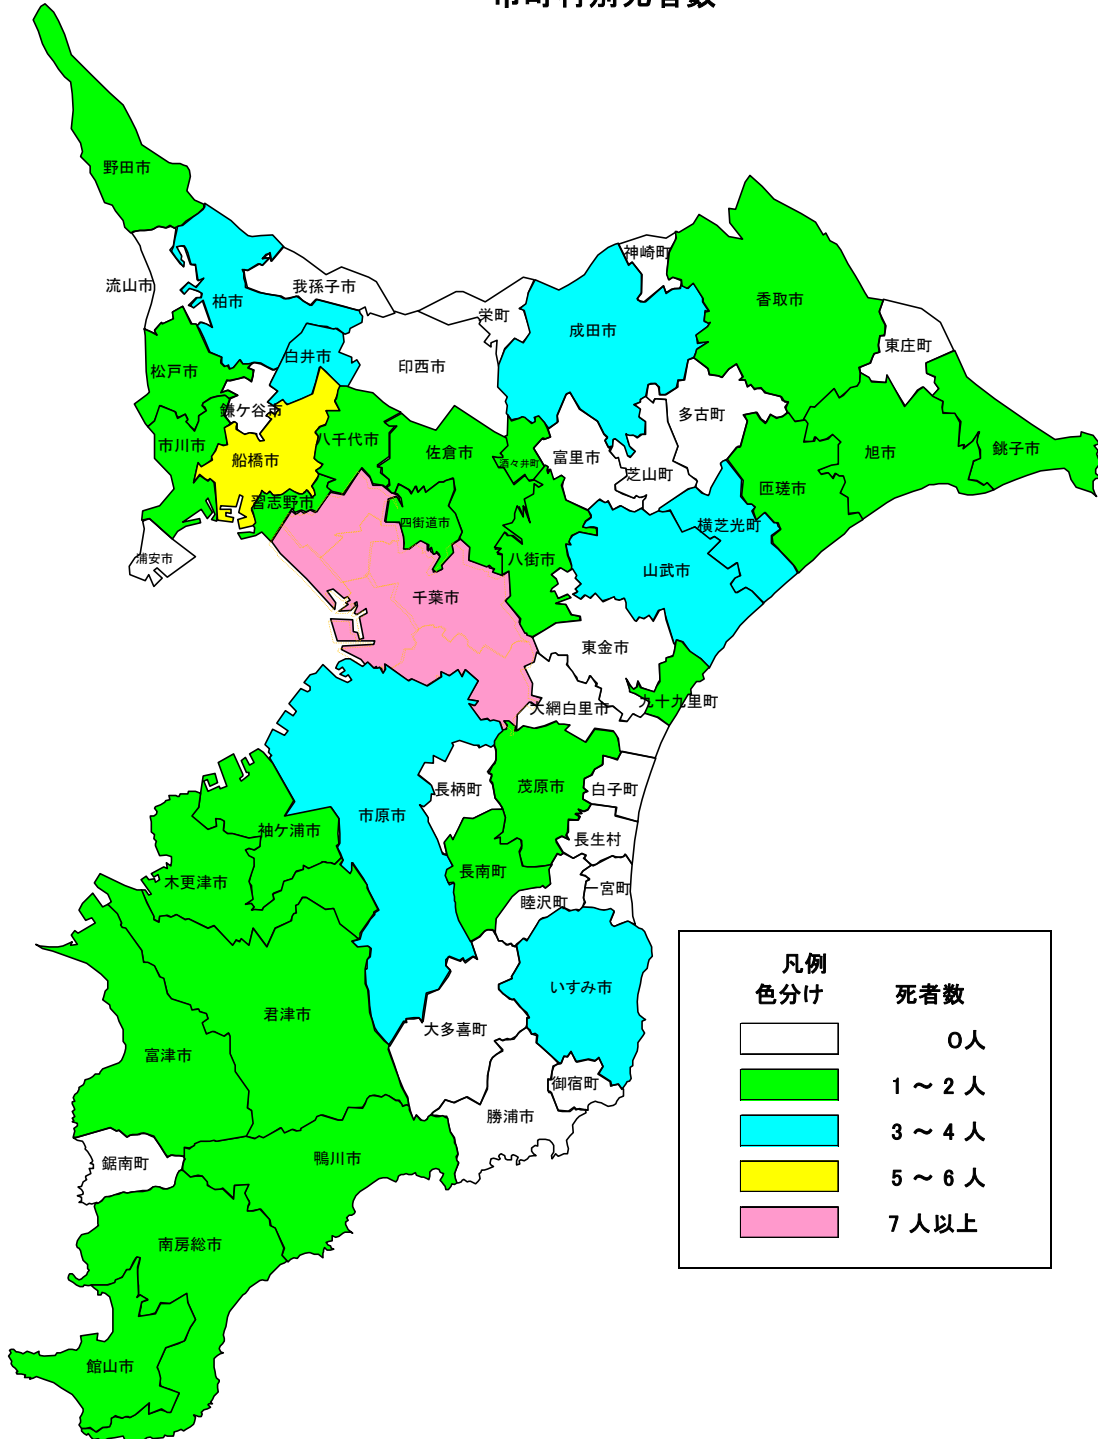 市町村別死者数
野田市
流山市
柏市
我孫子市
神崎町
香取市
栄町
成田市
東庄町
白井市
印西市
松戸市
鎌ケ谷市
多古町
市川市
船橋市
八千代市
佐倉市
酒々井町
富里市
芝山町
旭市
銚子市
匝瑳市
習志野市
四街道市
横芝光町
浦安市
八街市
山武市
千葉市
東金市
大網白里市
九十九里町
長柄町
茂原市
白子町
市原市
袖ケ浦市
長生村
木更津市
長南町
睦沢町
一宮町
いすみ市
君津市
大多喜町
富津市
御宿町
勝浦市
鋸南町
鴨川市
南房総市
館山市
凡例
色分け 死者数
0人
1 ～ 2 人
3 ～ 4 人
5 ～ 6 人
7 人以上